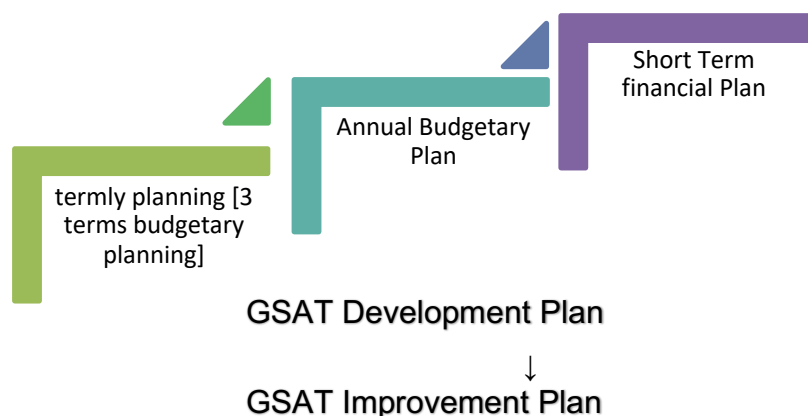 termly planning [3
terms budgetary
planning]
Annual Budgetary
Plan
Short Term
financial Plan
GSAT Development Plan
↓
GSAT Improvement Plan